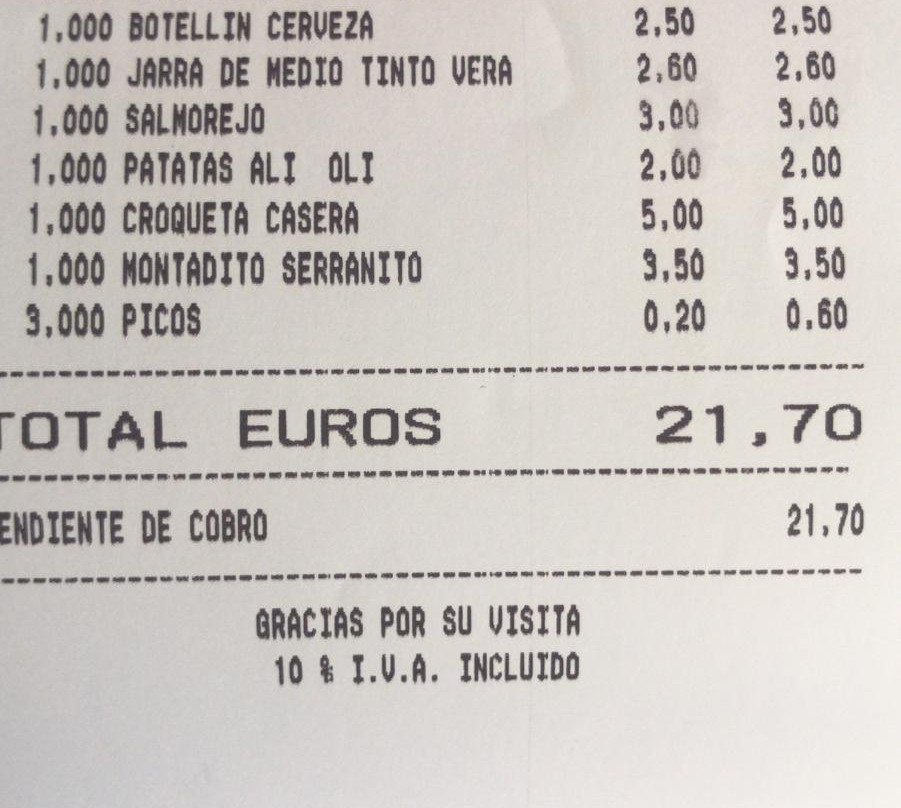 1,000 BOTELLIN CERVEZA 2,50 2,50
1,000 JARRA DE MEDIO TINTO VERA 2,60 2,60
1,000 SALMOREJO 3,00 3,00
1,000 PATATAS ALI OLI 2,00 2.00
1,000 CROQUETA CASERA 5,00 5,00
1,000 MONTADITO SERRANITO 3,50 3,50
3,000 PICOS 0,20 0.60
TOTAL EUROS 21,70
ENDIENTE DE COBRO 21,70
GRACIAS POR SU VISITA
10 % I.V.A. INCLUIDO